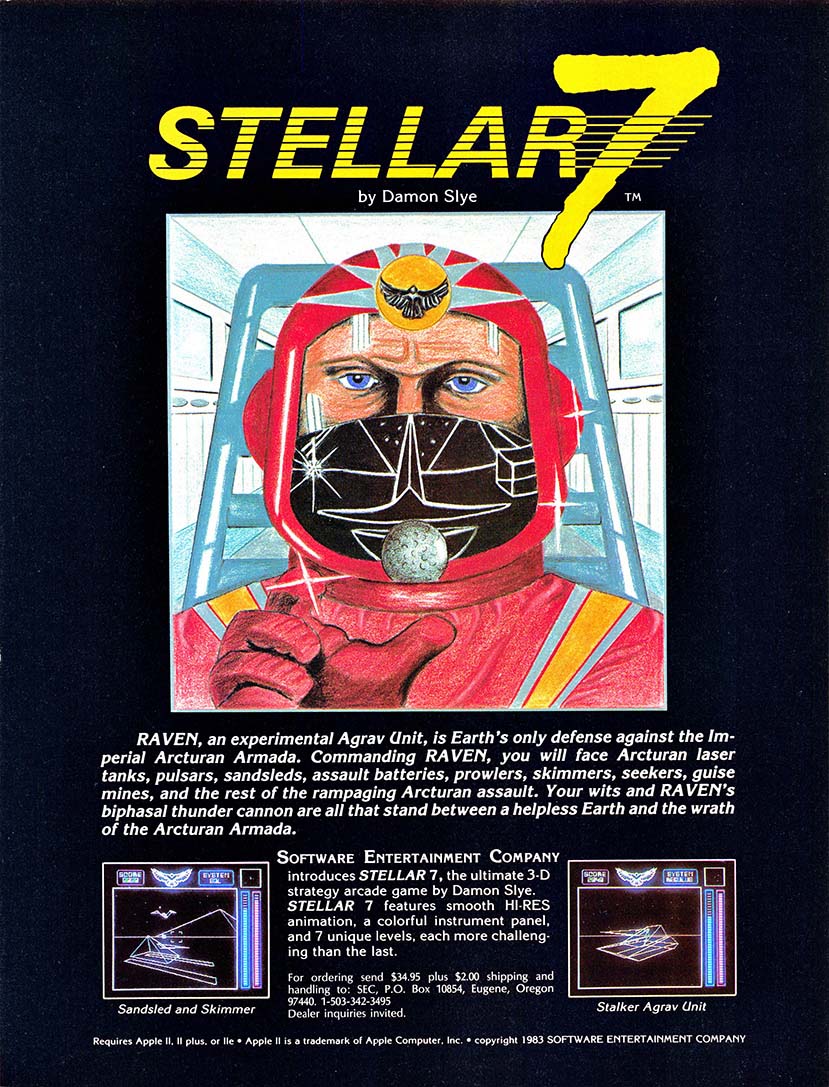 STELLAR 7
by Damon Slye
TM
RAVEN, an experimental Agrav Unit, is Earth's only defense against the Im-
perial Arcturan Armada. Commanding RAVEN, you will face Arcturan laser
tanks, pulsars, sandsleds, assault batteries, prowlers, skimmers, seekers, guise
mines, and the rest of the rampaging Arcturan assault. Your wits and RAVEN's
biphasal thunder cannon are all that stand between a helpless Earth and the wrath
of the Arcturan Armada.
SCORE
SYSTEM
SOL
Sandsled and Skimmer
SOFTWARE ENTERTAINMENT COMPANY
introduces STELLAR 7, the ultimate 3-D
strategy arcade game by Damon Slye.
STELLAR 7 features smooth HI-RES
animation, a colorful instrument panel,
and 7 unique levels, each more challeng-
ing than the last.
For ordering send $34.95 plus $2.00 shipping and
handling to: SEC, P.O. Box 10854, Eugene, Oregon
97440. 1-503-342-3495
Dealer inquiries invited.
SCORE
SYSTEM
REGULUS
Stalker Agrav Unit
Requires Apple II, II plus, or IIe • Apple II is a trademark of Apple Computer, Inc. • copyright 1983 SOFTWARE ENTERTAINMENT COMPANY